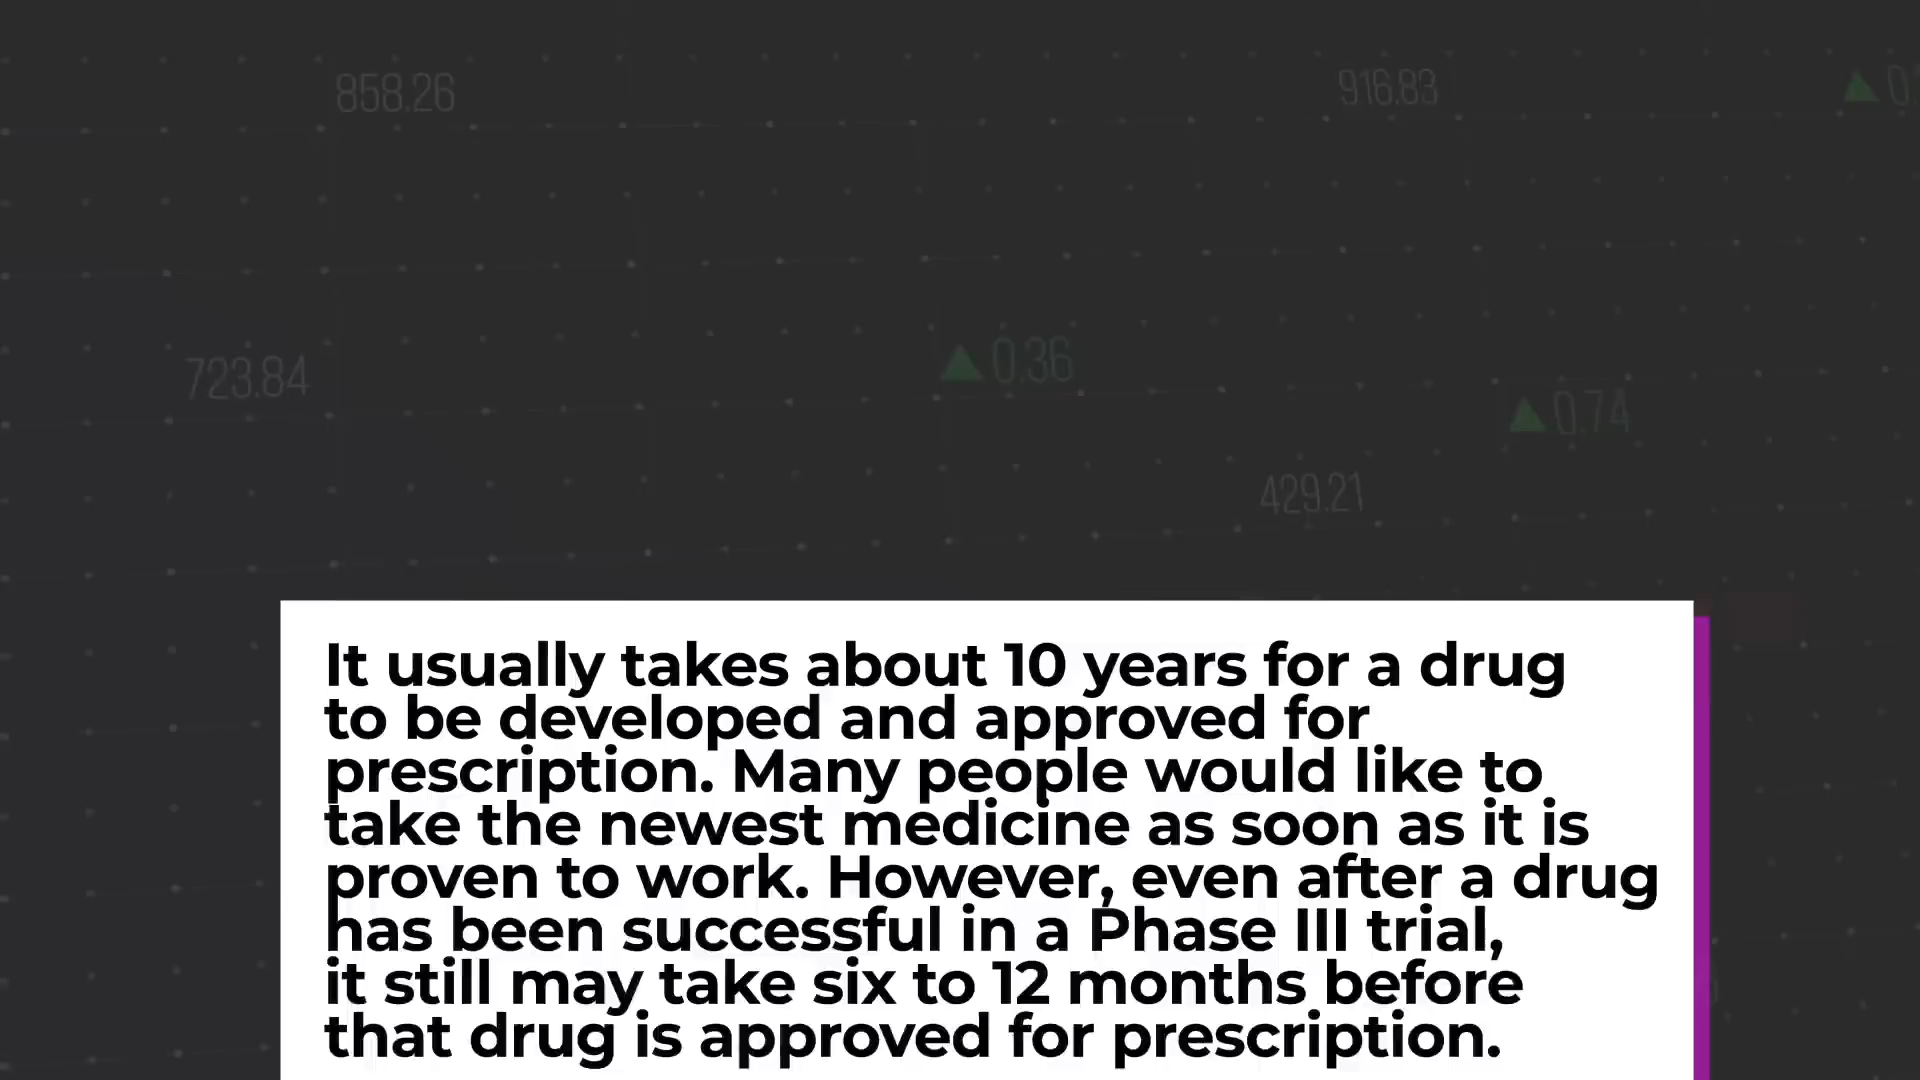 858.26
916.83
723.84
0.36
0.74
429.21
It usually takes about 10 years for a drug
to be developed and approved for
prescription. Many people would like to
take the newest medicine as soon as it is
proven to work. However, even after a drug
has been successful in a Phase III trial,
it still may take six to 12 months before
that drug is approved for prescription.